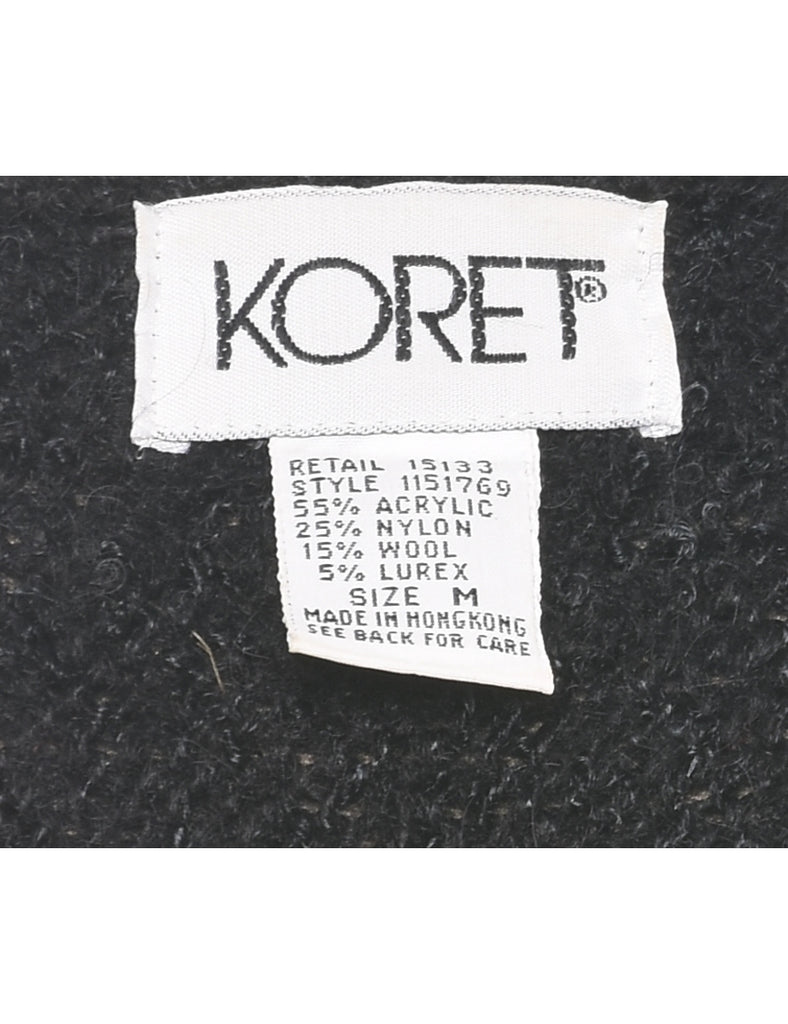 KORET®
RETAIL 15133
STYLE 1151769
55% ACRYLIC
25% NYLON
15% WOOL
5% LUREX
SIZE M
MADE IN HONGKONG
SEE BACK FOR CARE